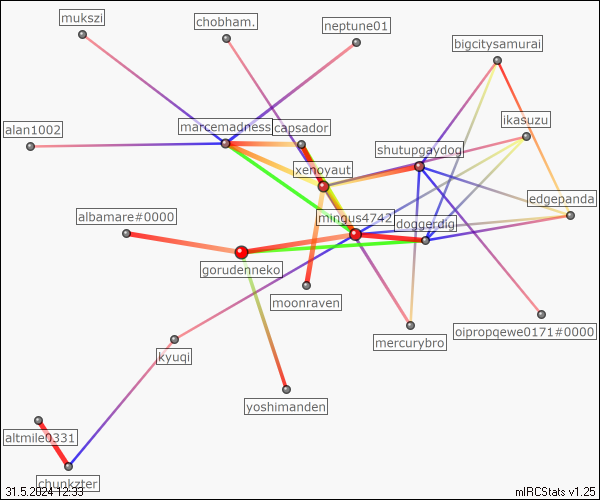 mukszi
chobham.
neptune01
bigcitysamurai
alan1002
marcemadness
capsador
ikasuzu
shutupgaydog
xenoyaut
edgepanda
albamare#0000
mingus4742
doggerdig
gorudenneko
moonraven
oipropqewe0171#0000
mercurybro
kyuqi
yoshimanden
altmile0331
chunkzter
31.5.2024 12:33
mIRCStats v1.25